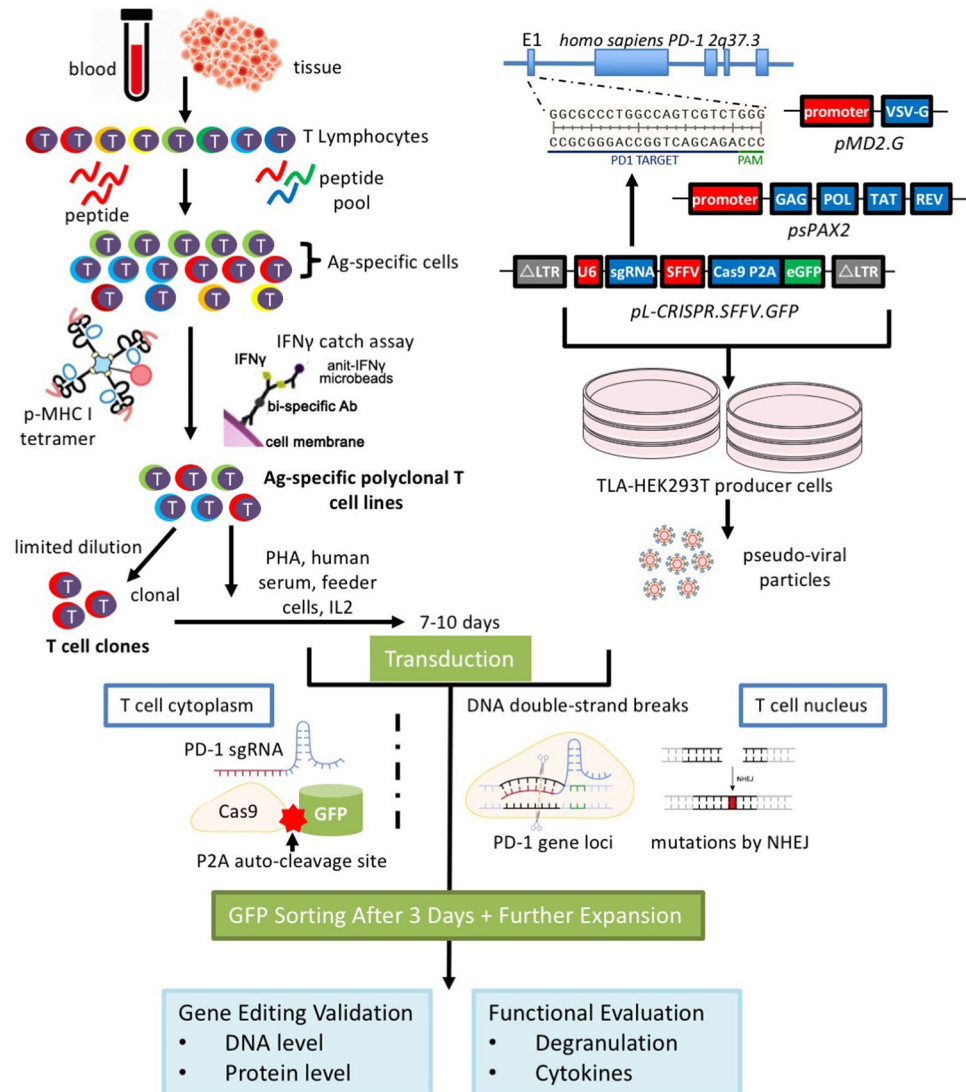 blood
tissue
T T T T T T T T
T Lymphocytes
peptide
peptide
pool
T T T T T
T T T T T T
T T T T
Ag-specific cells
p-MHC I
tetramer
IFNγ catch assay
IFNγ
anit-IFNγ
microbeads
bi-specific Ab
cell membrane
T T T
T T T
Ag-specific polyclonal T
cell lines
limited dilution
clonal
T T
T
T cell clones
PHA, human
serum, feeder
cells, IL2
7-10 days
E1
homo sapiens PD-1 2q37.3
GGCGCCCTGGCCAGTCGTCTGGG
CCGCGGGACCGGTCAGCAGACCC
PD1 TARGET
PAM
promoter VSV-G
pMD2.G
promoter GAG POL TAT REV
psPAX2
△LTR U6 sgRNA SFFV Cas9 P2A eGFP △LTR
pL-CRISPR.SFFV.GFP
TLA-HEK293T producer cells
pseudo-viral
particles
Transduction
T cell cytoplasm
PD-1 sgRNA
Cas9
GFP
P2A auto-cleavage site
DNA double-strand breaks
PD-1 gene loci
T cell nucleus
NHEJ
mutations by NHEJ
GFP Sorting After 3 Days + Further Expansion
Gene Editing Validation
• DNA level
• Protein level
Functional Evaluation
• Degranulation
• Cytokines